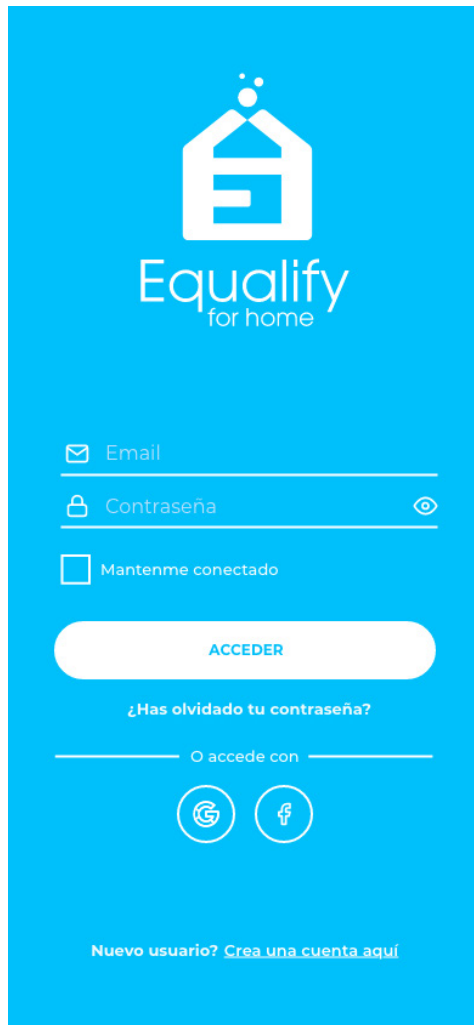 Equalify
for home
Email
Contraseña
Mantenme conectado
ACCEDER
¿Has olvidado tu contraseña?
O accede con
Nuevo usuario? Crea una cuenta aquí